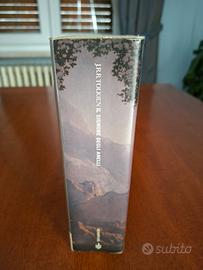 J.R.R. TOLKIEN IL SIGNORE DEGLI ANELLI
subito